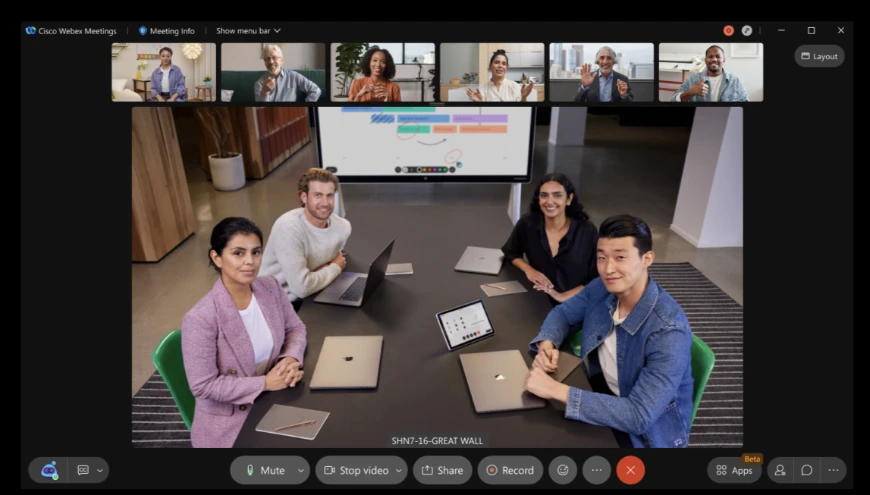 Cisco Webex Meetings
Meeting Info
Show menu bar
Layout
SHN7-16-GREAT WALL
Mute
Stop video
Share
Record
Beta
Apps